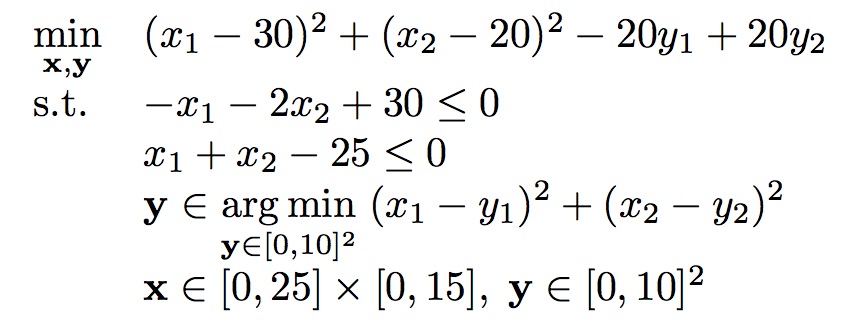 min x,y (x₁ − 30)² + (x₂ − 20)² − 20y₁ + 20y₂
s.t. −x₁ − 2x₂ + 30 ≤ 0
x₁ + x₂ − 25 ≤ 0
y ∈ arg min y∈[0,10]² (x₁ − y₁)² + (x₂ − y₂)²
x ∈ [0, 25] × [0, 15], y ∈ [0, 10]²